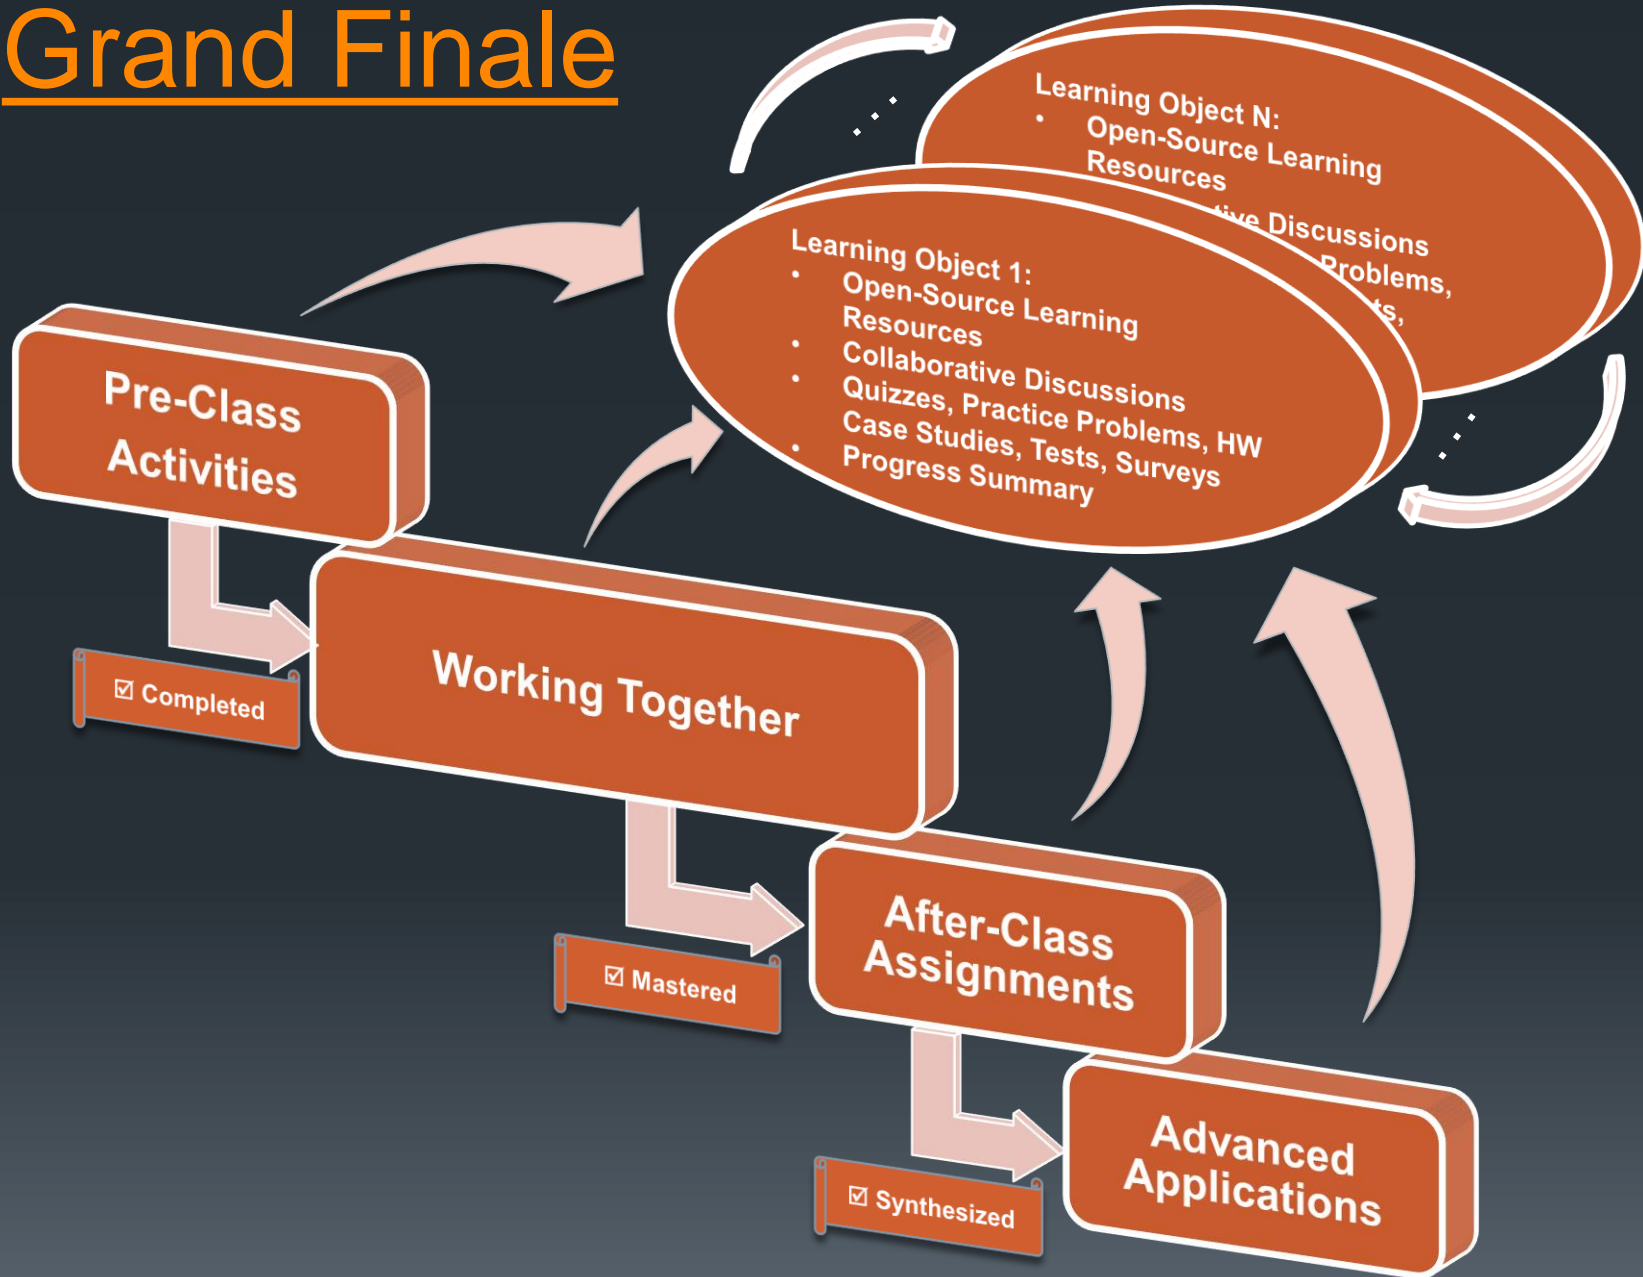 Grand Finale
Learning Object N:
• Open-Source Learning
Resources
Discussions
Problems,
Learning Object 1:
• Open-Source Learning
Resources
• Collaborative Discussions
• Quizzes, Practice Problems, HW
Case Studies, Tests, Surveys
• Progress Summary
Pre-Class
Activities
☑ Completed
Working Together
☑ Mastered
After-Class
Assignments
☑ Synthesized
Advanced
Applications